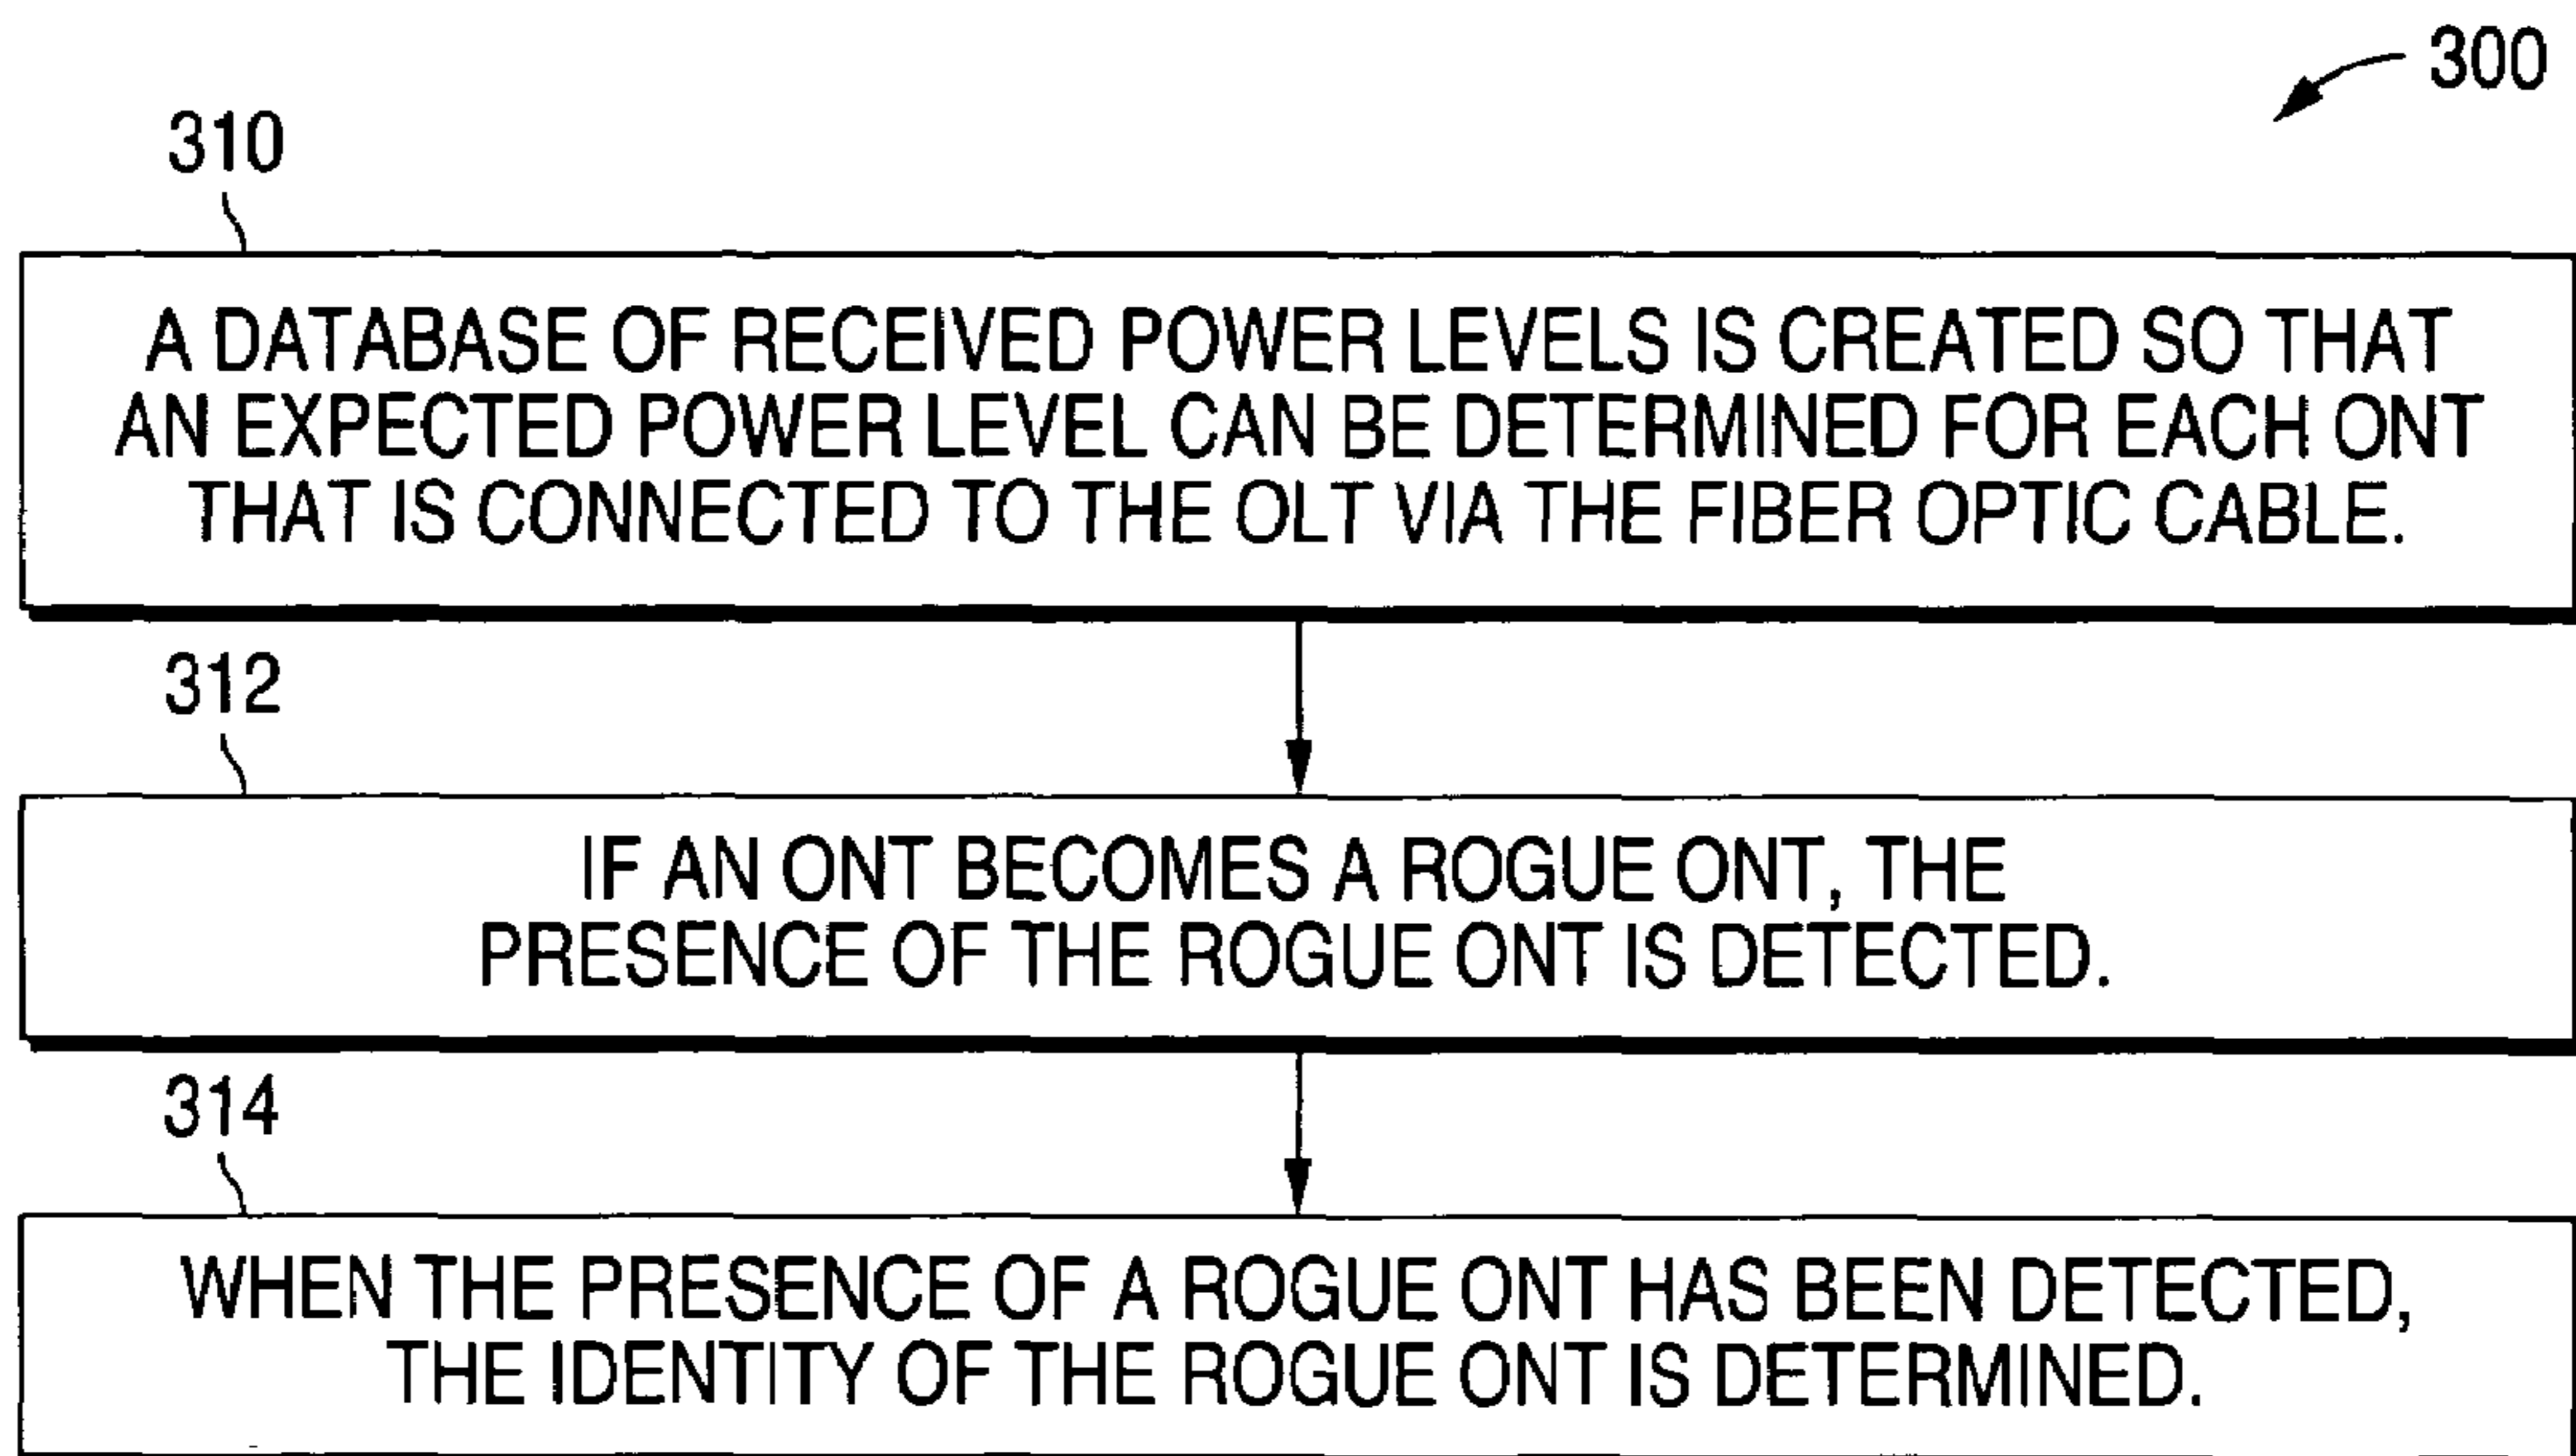 300
310
A DATABASE OF RECEIVED POWER LEVELS IS CREATED SO THAT
AN EXPECTED POWER LEVEL CAN BE DETERMINED FOR EACH ONT
THAT IS CONNECTED TO THE OLT VIA THE FIBER OPTIC CABLE.
312
IF AN ONT BECOMES A ROGUE ONT, THE
PRESENCE OF THE ROGUE ONT IS DETECTED.
314
WHEN THE PRESENCE OF A ROGUE ONT HAS BEEN DETECTED,
THE IDENTITY OF THE ROGUE ONT IS DETERMINED.